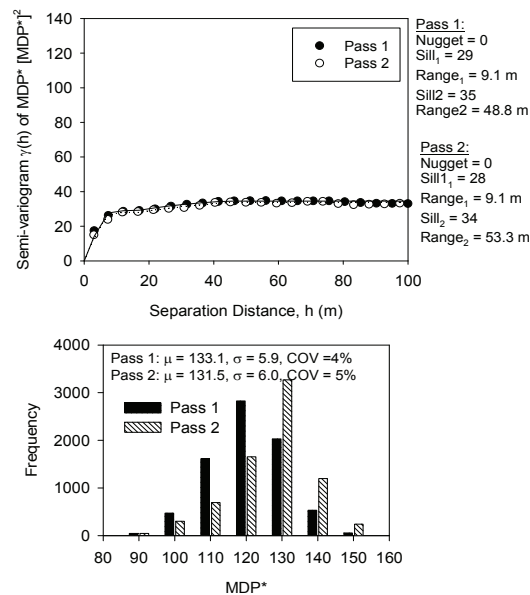 Semi-variogram γ(h) of MDP* [MDP*]²
140
120
100
80
60
40
20
0
Pass 1
Pass 2
0 20 40 60 80 100
Separation Distance, h (m)
Pass 1:
Nugget = 0
Sill₁ = 29
Range₁ = 9.1 m
Sill2 = 35
Range2 = 48.8 m
Pass 2:
Nugget = 0
Sill1₁ = 28
Range₁ = 9.1 m
Sill₂ = 34
Range₂ = 53.3 m
Frequency
4000
3000
2000
1000
0
Pass 1: μ = 133.1, σ = 5.9, COV =4%
Pass 2: μ = 131.5, σ = 6.0, COV = 5%
Pass 1
Pass 2
80 90 100 110 120 130 140 150 160
MDP*